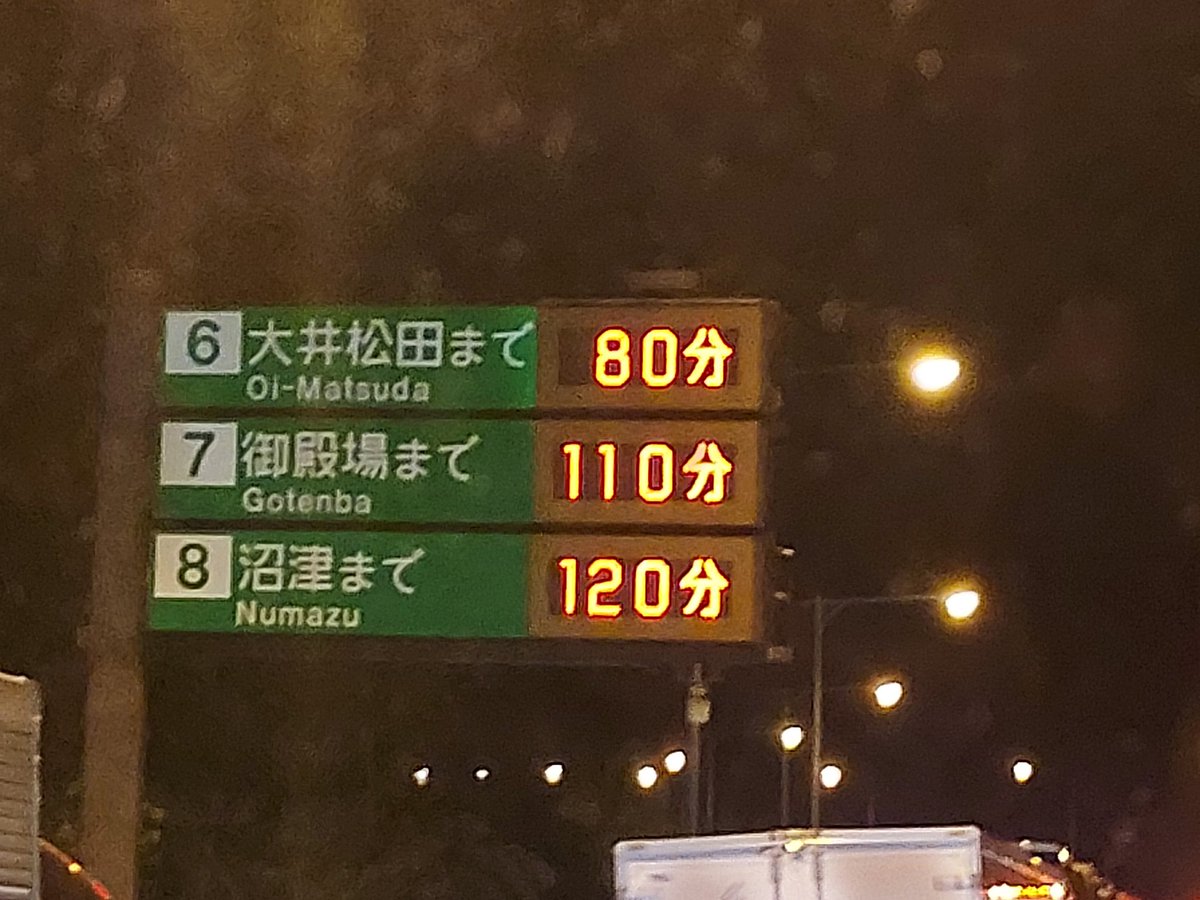 6 大井松田まで 80分
Oi-Matsuda
7 御殿場まで 110分
Gotenba
8 沼津まで 120分
Numazu